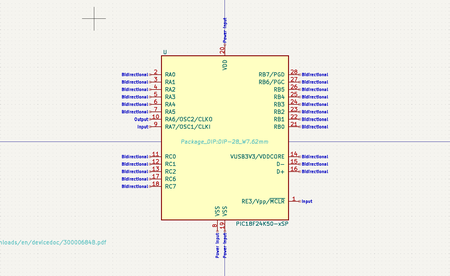 Power Input
20
U
VDD
Bidirectional 2 RA0 RB7/PGD 28 Bidirectional
Bidirectional 3 RA1 RB6/PGC 27 Bidirectional
Bidirectional 4 RA2 RB5 26 Bidirectional
Bidirectional 5 RA3 RB4 25 Bidirectional
Bidirectional 6 RA4 RB3 24 Bidirectional
Bidirectional 7 RA5 RB2 23 Bidirectional
Output 10 RA6/OSC2/CLKO RB1 22 Bidirectional
Input 9 RA7/OSC1/CLKI RB0 21 Bidirectional
Package_DIP:DIP-28_W7.62mm
Bidirectional 11 RC0 VUSB3V3/VDDCORE 14 Bidirectional
Bidirectional 12 RC1 D- 15 Bidirectional
Bidirectional 13 RC2 D+ 16 Bidirectional
Bidirectional 17 RC6
Bidirectional 18 RC7
RE3/Vpp/MCLR 1 Input
VSS VSS
8 19
PIC18F24K50-xSP
Power Input Power Input
nloads/en/devicedoc/30000684B.pdf